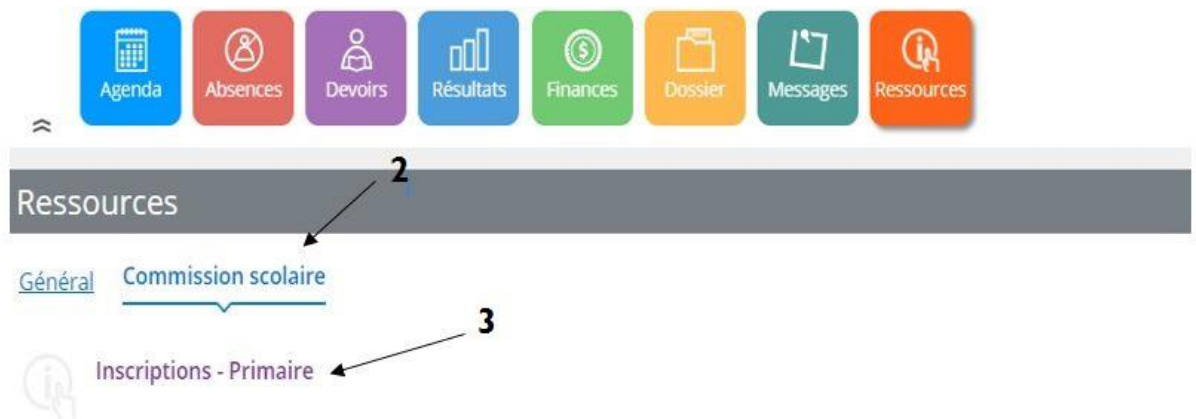 Agenda Absences Devoirs Résultats Finances Dossier Messages Ressources
2
Ressources
Général Commission scolaire
3
Inscriptions - Primaire